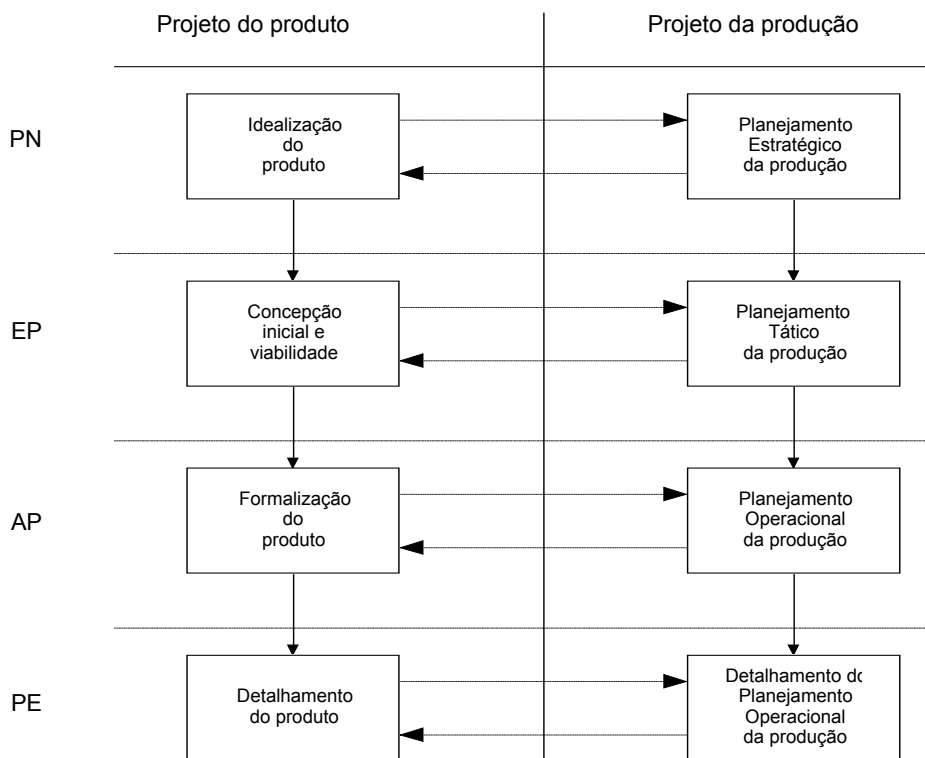 Projeto do produto
Projeto da produção
PN
Idealização
do
produto
Planejamento
Estratégico
da produção
EP
Concepção
inicial e
viabilidade
Planejamento
Tático
da produção
AP
Formalização
do
produto
Planejamento
Operacional
da produção
PE
Detalhamento
do produto
Detalhamento do
Planejamento
Operacional
da produção